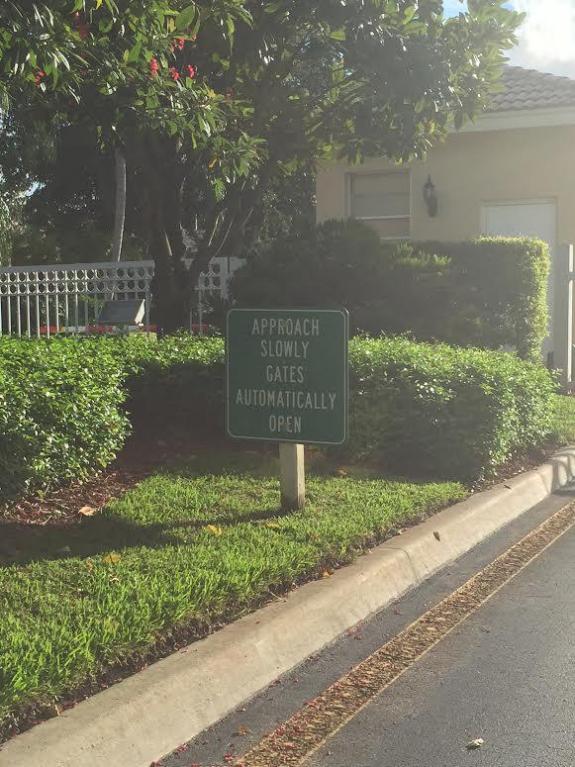 APPROACH
SLOWLY
GATES
AUTOMATICALLY
OPEN